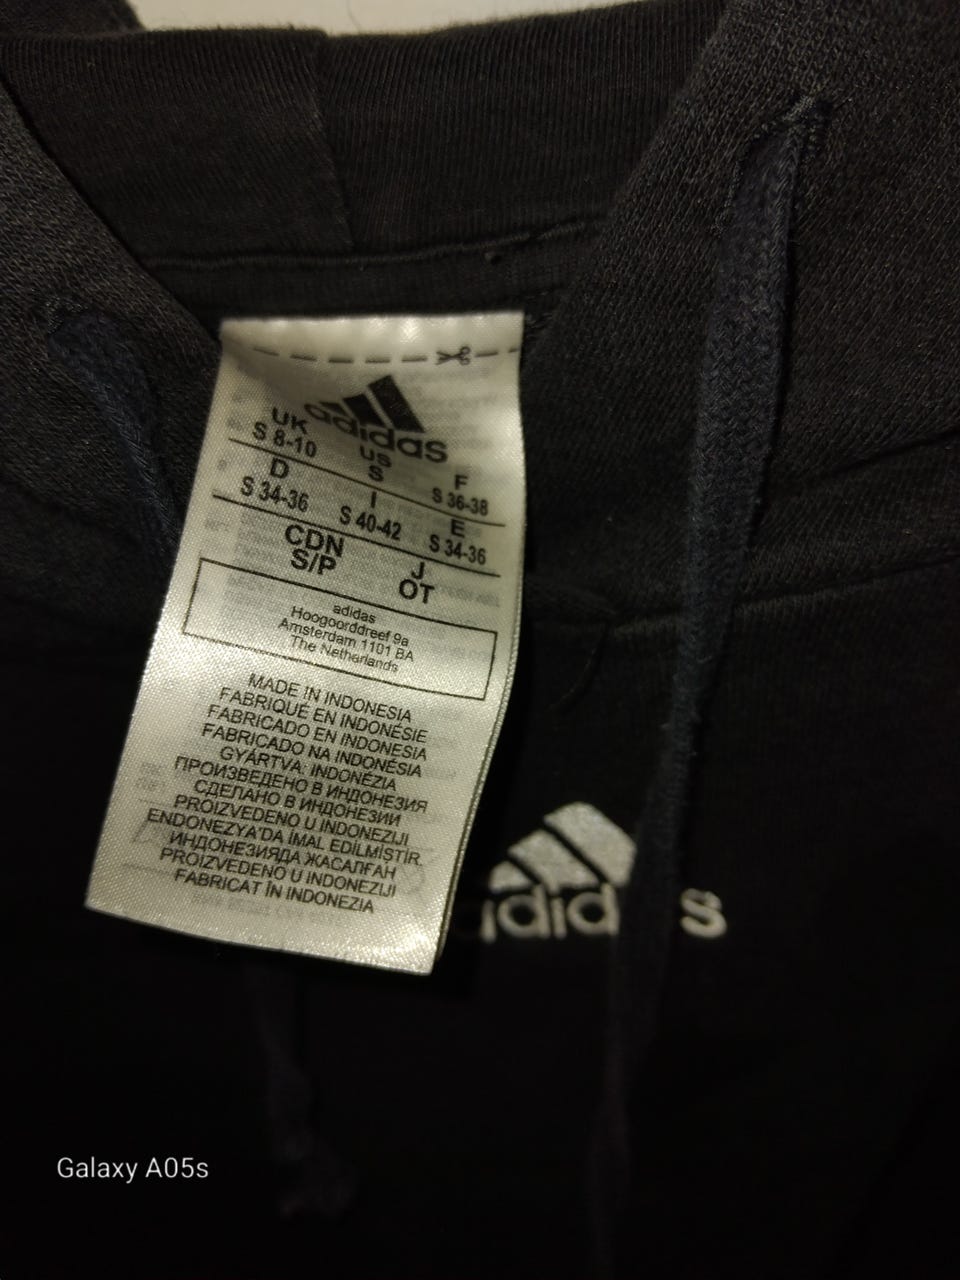 adidas
UK US F
S 8-10 S S 36-38
D I E
S 34-36 S 40-42 S 34-36
CDN J
S/P OT
adidas
Hoogoorddreef 9a
Amsterdam 1101 BA
The Netherlands
MADE IN INDONESIA
FABRIQUÉ EN INDONÉSIE
FABRICADO EN INDONESIA
FABRICADO NA INDONÉSIA
GYÁRTVA: INDONÉZIA
ПРОИЗВЕДЕНО В ИНДОНЕЗИЯ
СДЕЛАНО В ИНДОНЕЗИИ
PROIZVEDENO U INDONEZIJI
ENDONEZYA'DA İMAL EDİLMİŞTİR
ИНДОНЕЗИЯДА ЖАСАЛҒАН
PROIZVEDENO U INDONEZIJI
FABRICAT ÎN INDONEZIA
adidas
Galaxy A05s